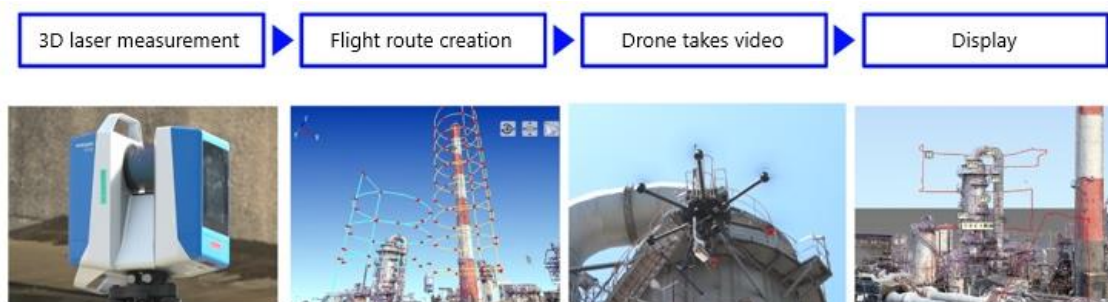 3D laser measurement
Flight route creation
Drone takes video
Display